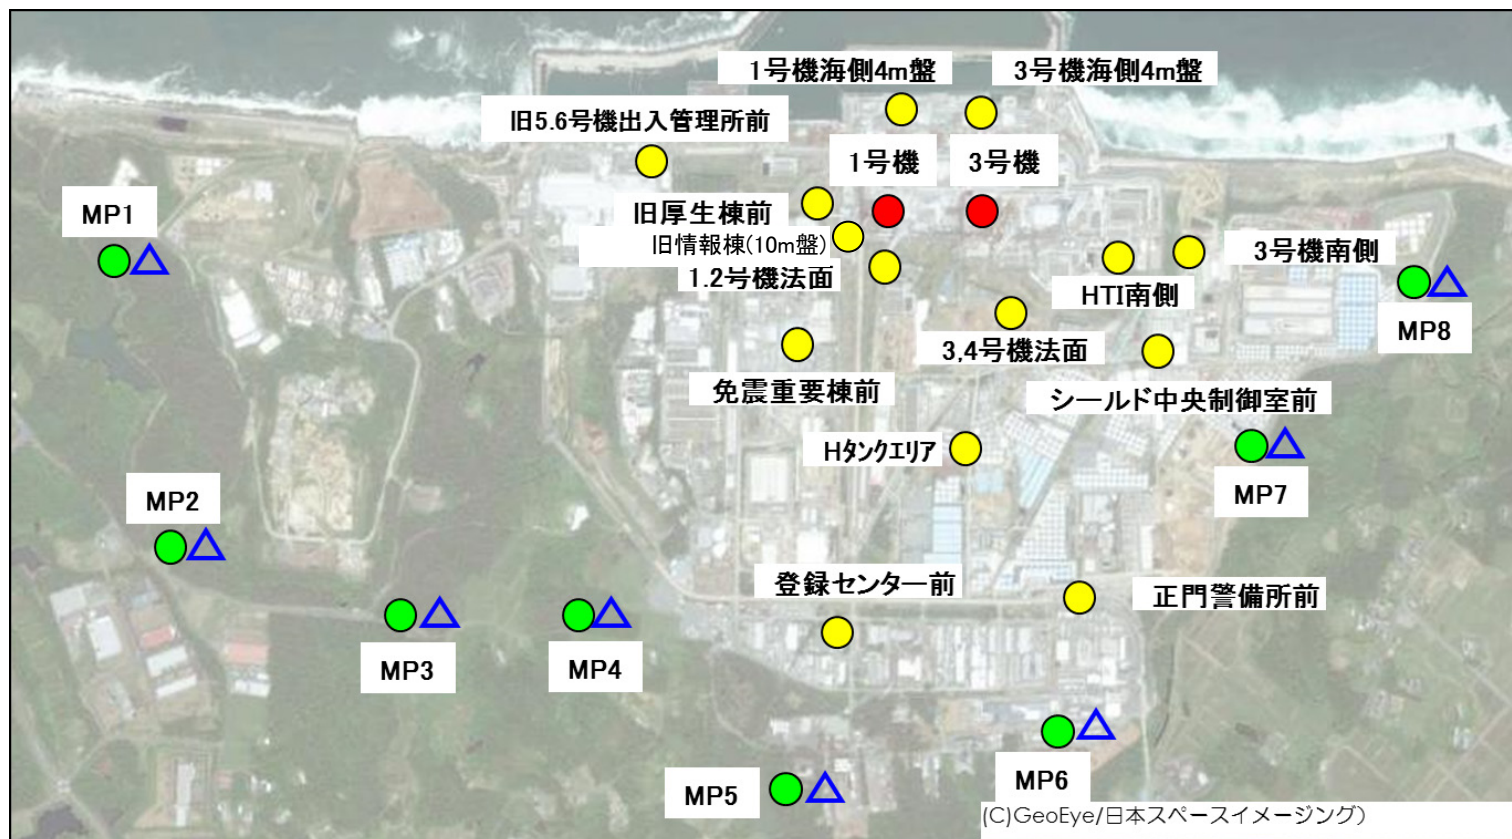 1号機海側4m盤
3号機海側4m盤
旧5.6号機出入管理所前
1号機
3号機
MP1
旧厚生棟前
旧情報棟(10m盤)
1.2号機法面
3号機南側
HTI南側
MP8
3,4号機法面
免震重要棟前
シールド中央制御室前
Hタンクエリア
MP7
MP2
登録センター前
正門警備所前
MP3
MP4
MP6
MP5
(C)GeoEye/日本スペースイメージング）